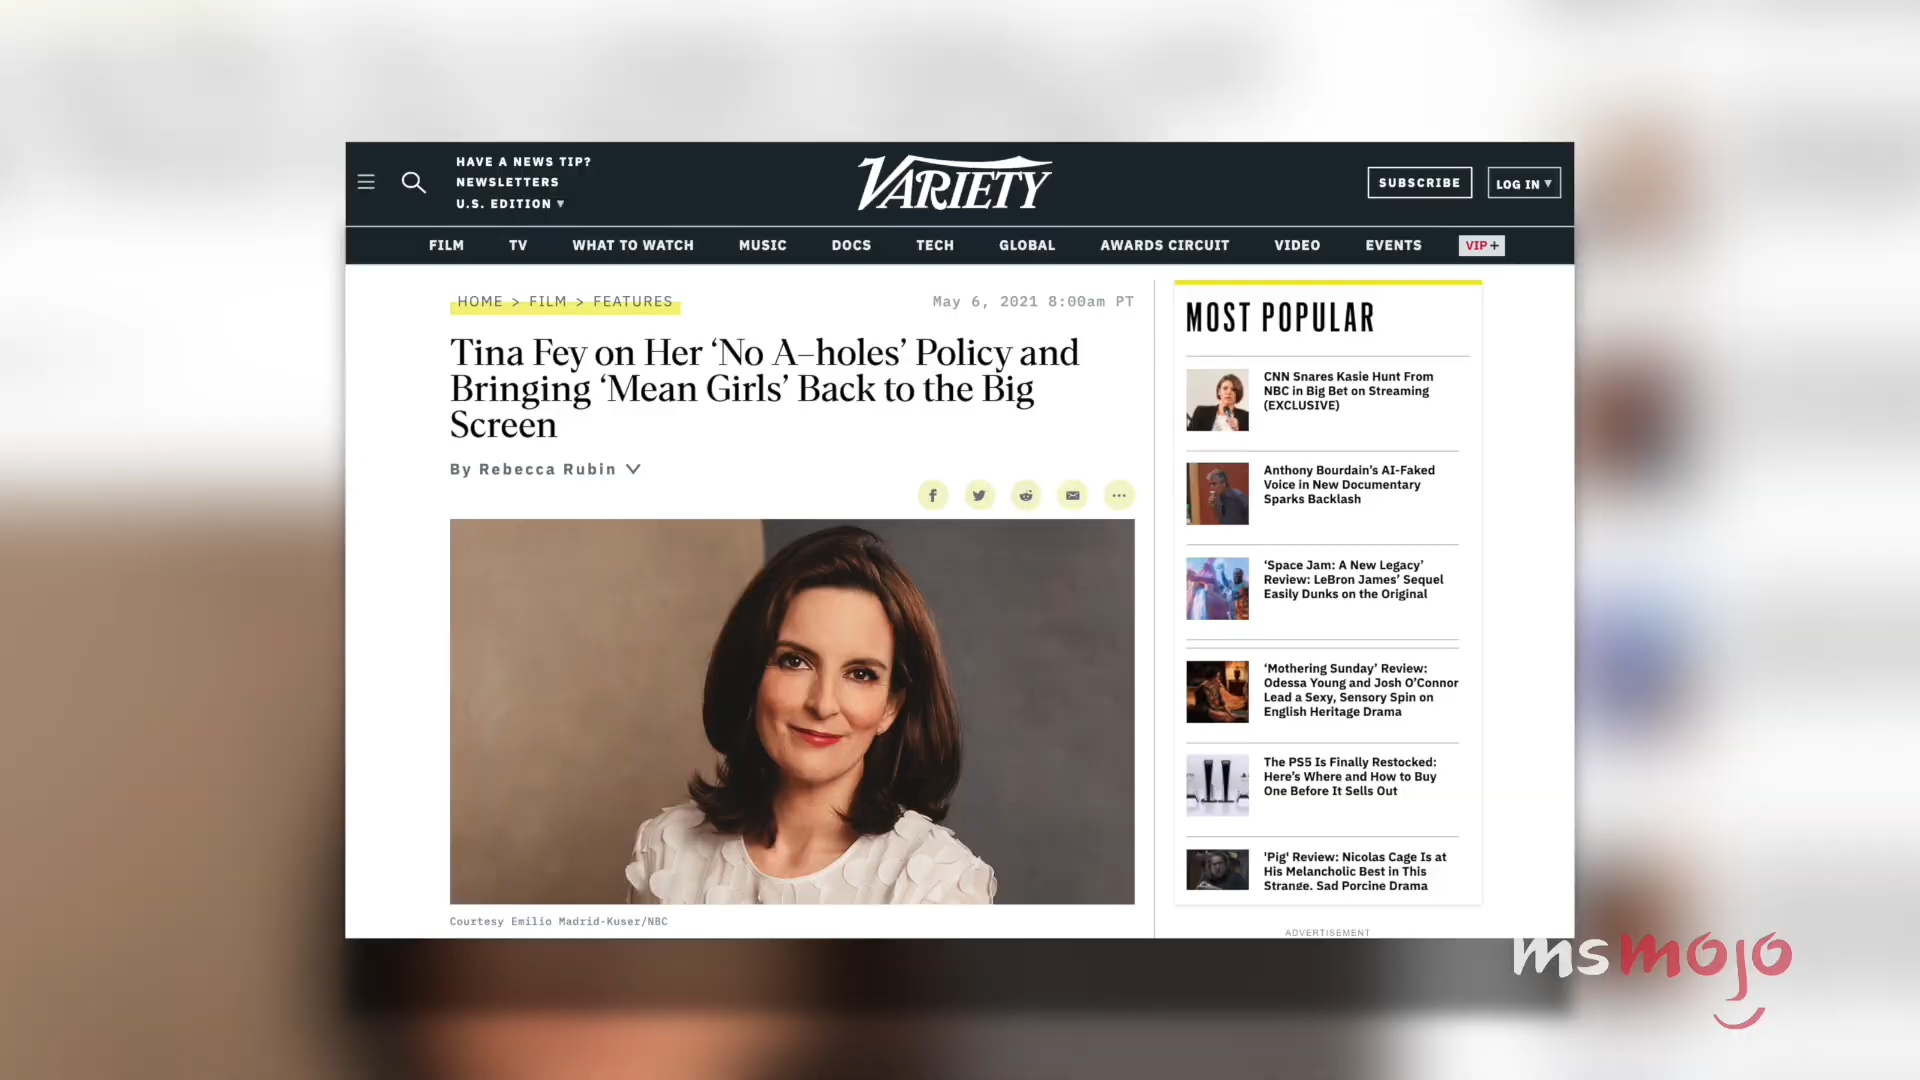 HAVE A NEWS TIP?
NEWSLETTERS
U.S. EDITION
VARIETY
SUBSCRIBE
LOG IN
FILM TV WHAT TO WATCH MUSIC DOCS TECH GLOBAL AWARDS CIRCUIT VIDEO EVENTS VIP+
HOME > FILM > FEATURES
May 6, 2021 8:00am PT
Tina Fey on Her ‘No A-holes’ Policy and
Bringing ‘Mean Girls’ Back to the Big
Screen
By Rebecca Rubin
Courtesy Emilio Madrid-Kuser/NBC
MOST POPULAR
CNN Snares Kasie Hunt From
NBC in Big Bet on Streaming
(EXCLUSIVE)
Anthony Bourdain’s AI-Faked
Voice in New Documentary
Sparks Backlash
‘Space Jam: A New Legacy’
Review: LeBron James’ Sequel
Easily Dunks on the Original
‘Mothering Sunday’ Review:
Odessa Young and Josh O’Connor
Lead a Sexy, Sensory Spin on
English Heritage Drama
The PS5 Is Finally Restocked:
Here’s Where and How to Buy
One Before It Sells Out
'Pig' Review: Nicolas Cage Is at
His Melancholic Best in This
Strange, Sad Porcine Drama
ADVERTISEMENT
msmojo